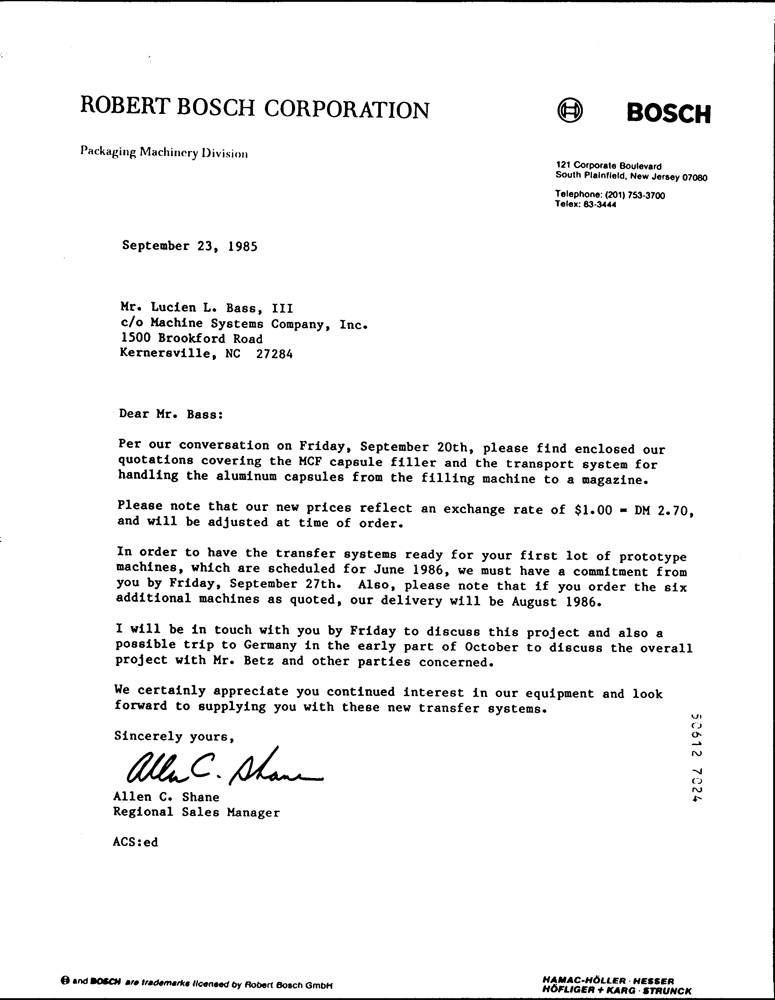 ROBERT BOSCH CORPORATION
BOSCH
Packaging Machinery Division
121 Corporate Boulevard
South Plainfield, New Jersey 07080
Telephone: (201) 753-3700
Telex: 83-3444
September 23, 1985
Mr. Lucien L. Bass, III
c/o Machine Systems Company, Inc.
1500 Brookford Road
Kernersville, NC 27284
Dear Mr. Bass:
Per our conversation on Friday, September 20th, please find enclosed our
quotations covering the MCF capsule filler and the transport system for
handling the aluminum capsules from the filling machine to a magazine.
Please note that our new prices reflect an exchange rate of $1.00 = DM 2.70,
and will be adjusted at time of order.
In order to have the transfer systems ready for your first lot of prototype
machines, which are scheduled for June 1986, we must have a commitment from
you by Friday, September 27th. Also, please note that if you order the six
additional machines as quoted, our delivery will be August 1986.
I will be in touch with you by Friday to discuss this project and also a
possible trip to Germany in the early part of October to discuss the overall
project with Mr. Betz and other parties concerned.
We certainly appreciate you continued interest in our equipment and look
forward to supplying you with these new transfer systems.
Sincerely yours,
Allen C. Shane
Allen C. Shane
Regional Sales Manager
ACS:ed
50612 7024
and BOSCH are trademarks licensed by Robert Bosch GmbH
HAMAC-HÖLLER · HESSER
HÖFLIGER + KARG · STRUNCK